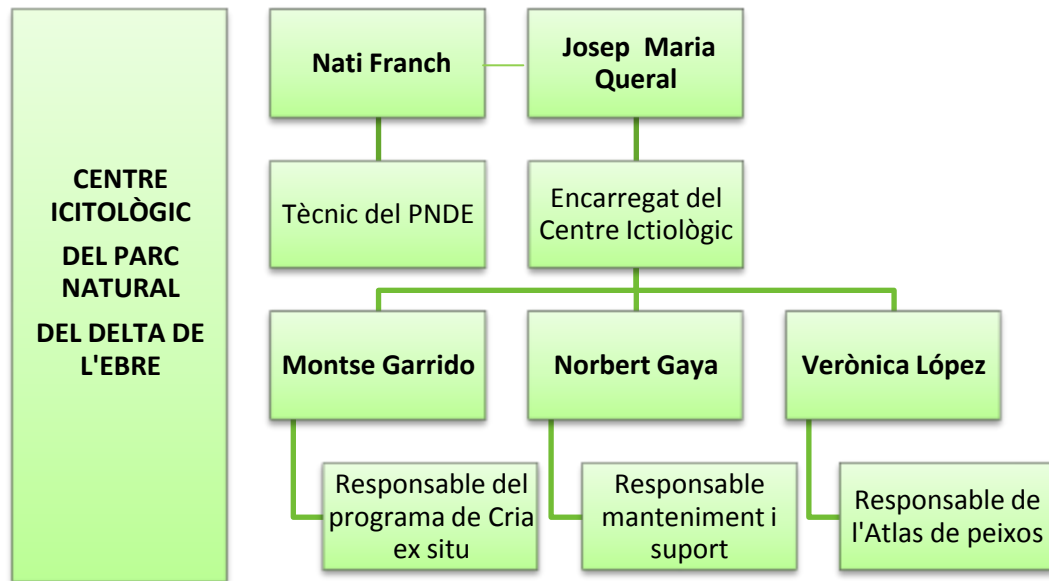 CENTRE
ICITOLÒGIC
DEL PARC
NATURAL
DEL DELTA DE
L'EBRE
Nati Franch
Josep Maria
Queral
Tècnic del PNDE
Encarregat del
Centre Ictiològic
Montse Garrido
Norbert Gaya
Verònica López
Responsable del
programa de Cria
ex situ
Responsable
manteniment i
suport
Responsable de
l'Atlas de peixos